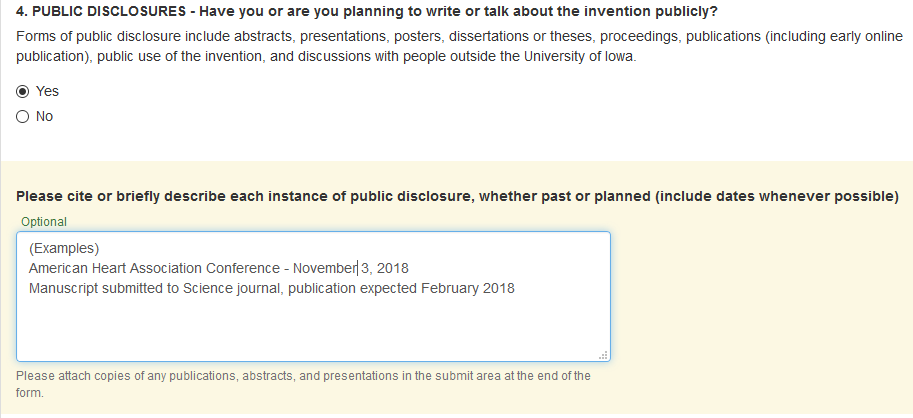 4. PUBLIC DISCLOSURES - Have you or are you planning to write or talk about the invention publicly?
Forms of public disclosure include abstracts, presentations, posters, dissertations or theses, proceedings, publications (including early online
publication), public use of the invention, and discussions with people outside the University of Iowa.
Yes
No
Please cite or briefly describe each instance of public disclosure, whether past or planned (include dates whenever possible)
Optional
(Examples)
American Heart Association Conference - November 3, 2018
Manuscript submitted to Science journal, publication expected February 2018
Please attach copies of any publications, abstracts, and presentations in the submit area at the end of the
form.